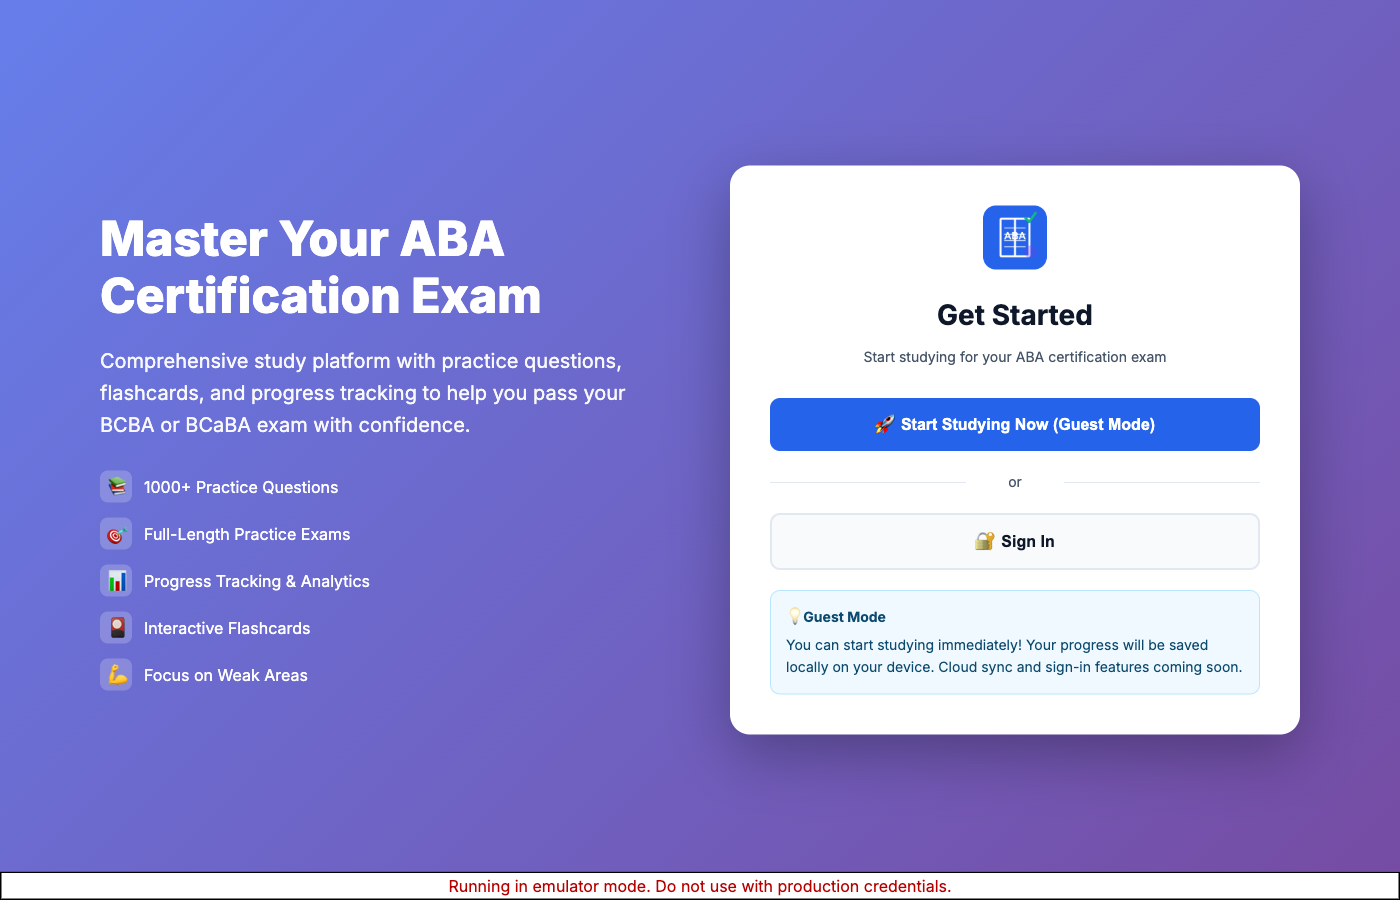 Master Your ABA
Certification Exam
Comprehensive study platform with practice questions,
flashcards, and progress tracking to help you pass your
BCBA or BCaBA exam with confidence.
1000+ Practice Questions
Full-Length Practice Exams
Progress Tracking & Analytics
Interactive Flashcards
Focus on Weak Areas
ABA
Get Started
Start studying for your ABA certification exam
🚀 Start Studying Now (Guest Mode)
or
🔐 Sign In
💡Guest Mode
You can start studying immediately! Your progress will be saved
locally on your device. Cloud sync and sign-in features coming soon.
Running in emulator mode. Do not use with production credentials.